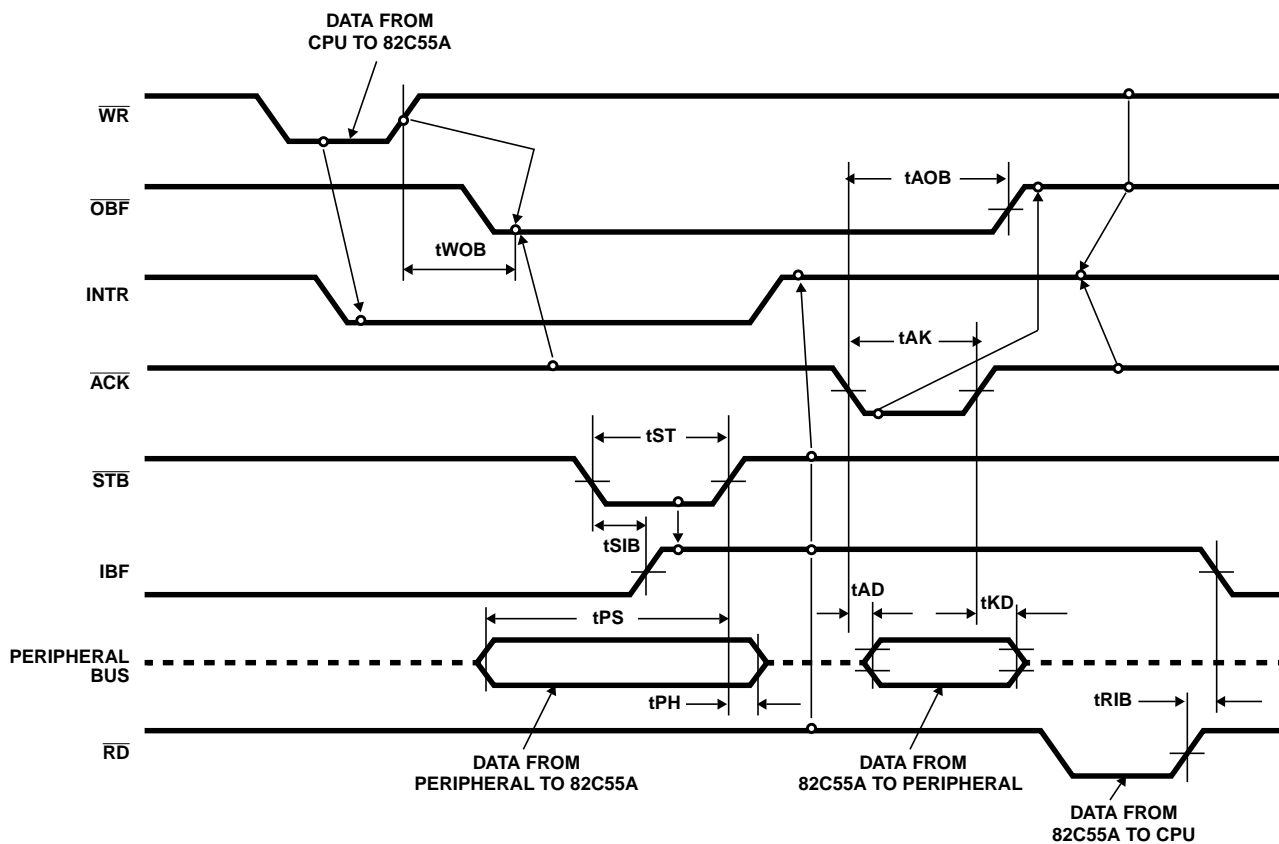 DATA FROM
CPU TO 82C55A
WR
tAOB
OBF
tWOB
INTR
tAK
ACK
tST
STB
tSIB
IBF
tAD
tKD
tPS
PERIPHERAL
BUS
tPH
tRIB
RD
DATA FROM
PERIPHERAL TO 82C55A
DATA FROM
82C55A TO PERIPHERAL
DATA FROM
82C55A TO CPU